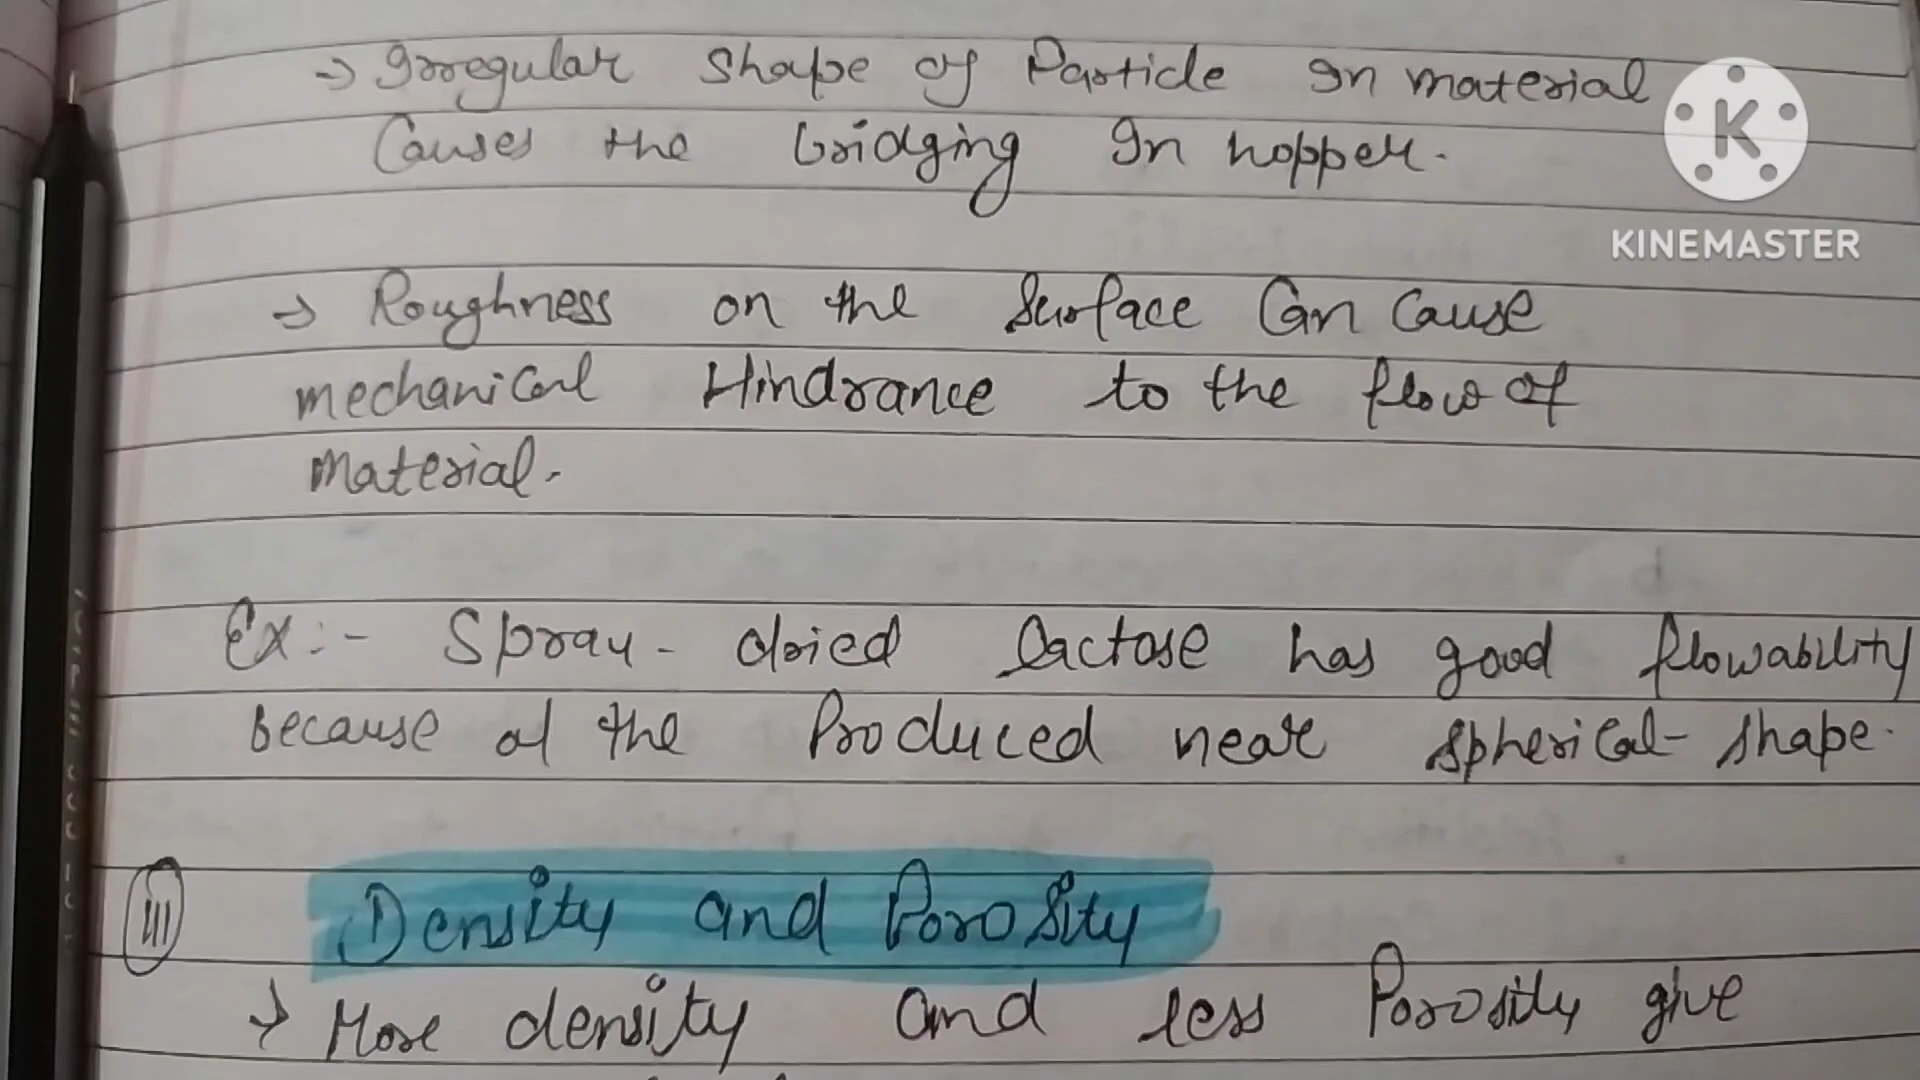 → Irregular shape of Particle In material
Causes the bridging In hopper.
→ Roughness on the Surface Can Cause
mechanical Hindrance to the flow of
material.
Ex:- Spray-dried Lactose has good flowability
because of the Produced near spherical-shape.
(iii) Density and Porosity
→ More density and less Porosity give
K
KINEMASTER